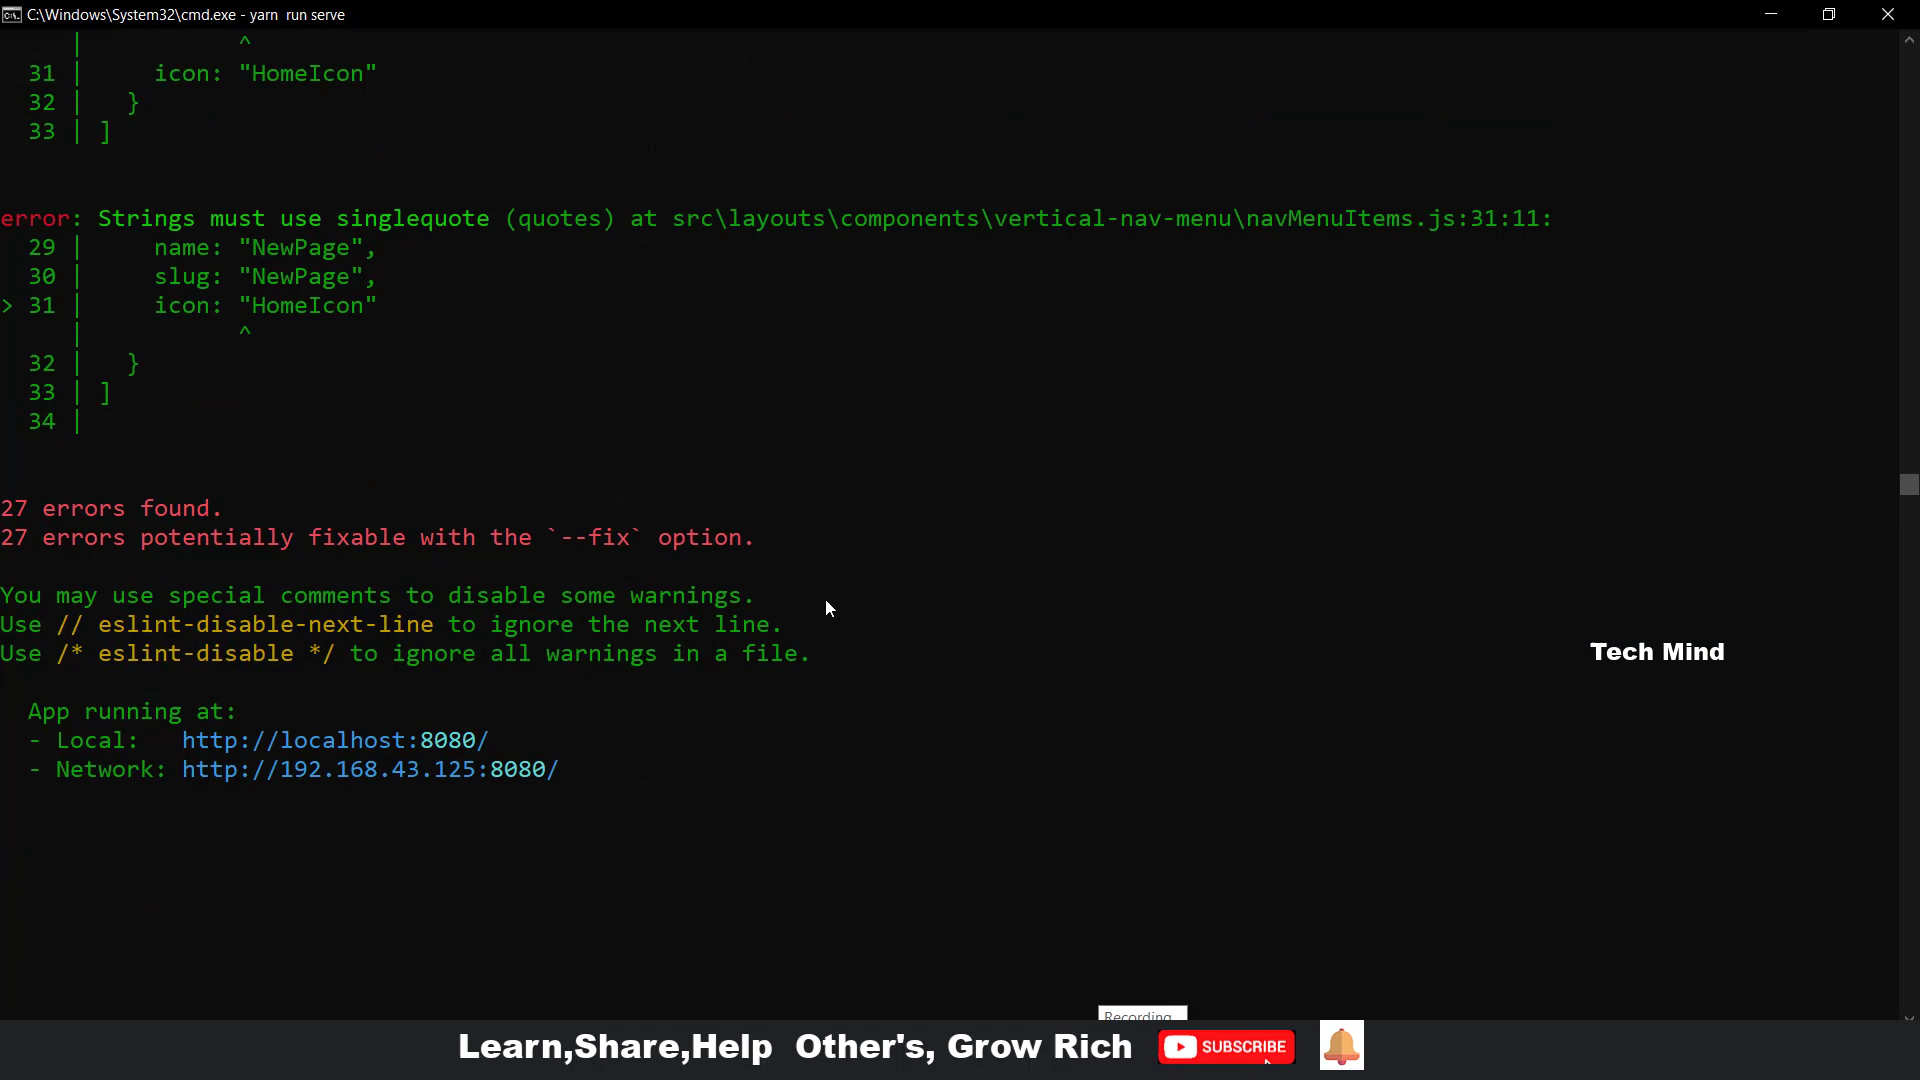 C:\Windows\System32\cmd.exe - yarn  run serve
   |            ^
31 |     icon: "HomeIcon"
32 |   }
33 | ]
error: Strings must use singlequote (quotes) at src\layouts\components\vertical-nav-menu\navMenuItems.js:31:11:
  29 |     name: "NewPage",
  30 |     slug: "NewPage",
> 31 |     icon: "HomeIcon"
     |           ^
  32 |   }
  33 | ]
  34 |
27 errors found.
27 errors potentially fixable with the `--fix` option.
You may use special comments to disable some warnings.
Use // eslint-disable-next-line to ignore the next line.
Use /* eslint-disable */ to ignore all warnings in a file.
Tech Mind
App running at:
- Local:   http://localhost:8080/
- Network: http://192.168.43.125:8080/
Recording...
Learn,Share,Help  Other's, Grow Rich
SUBSCRIBE